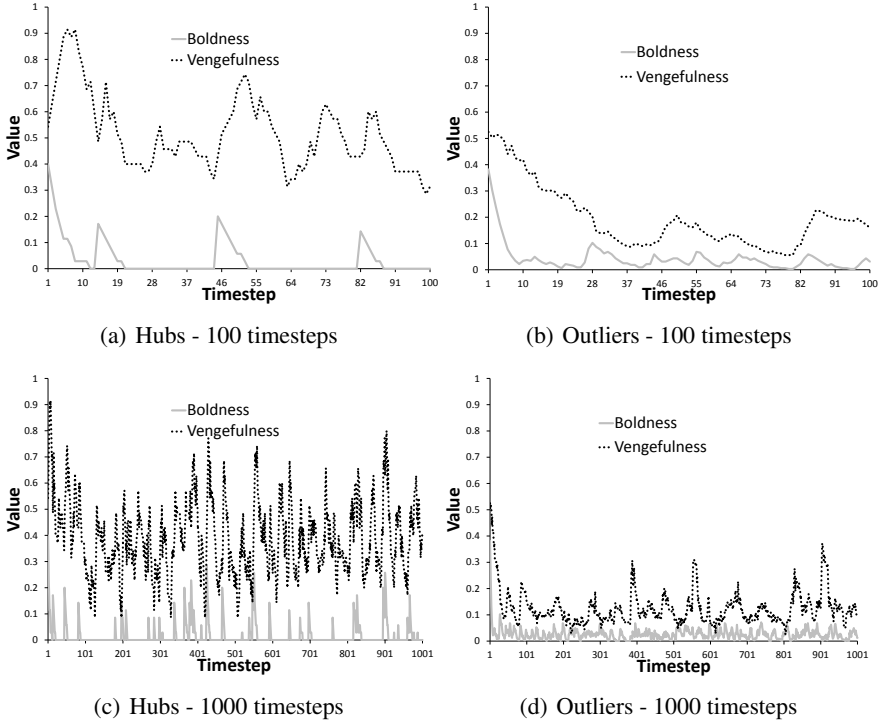 1
0.9
0.8
0.7
0.6
0.5
0.4
0.3
0.2
0.1
0
Value
Boldness
Vengefulness
1 10 19 28 37 46 55 64 73 82 91 100
Timestep
(a) Hubs - 100 timesteps
1
0.9
0.8
0.7
0.6
0.5
0.4
0.3
0.2
0.1
0
Value
Boldness
Vengefulness
1 10 19 28 37 46 55 64 73 82 91 100
Timestep
(b) Outliers - 100 timesteps
1
0.9
0.8
0.7
0.6
0.5
0.4
0.3
0.2
0.1
0
Value
Boldness
Vengefulness
1 101 201 301 401 501 601 701 801 901 1001
Timestep
(c) Hubs - 1000 timesteps
1
0.9
0.8
0.7
0.6
0.5
0.4
0.3
0.2
0.1
0
Value
Boldness
Vengefulness
1 101 201 301 401 501 601 701 801 901 1001
Timestep
(d) Outliers - 1000 timesteps